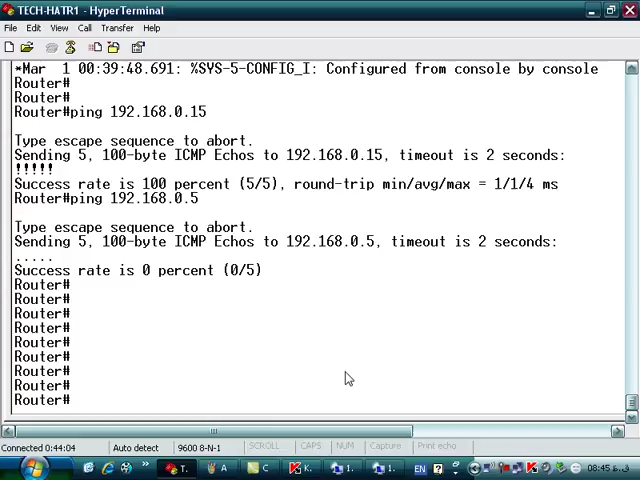 TECH-HATR1 - HyperTerminal
File Edit View Call Transfer Help
*Mar  1 00:39:48.691: %SYS-5-CONFIG_I: Configured from console by console
Router#
Router#
Router#ping 192.168.0.15
Type escape sequence to abort.
Sending 5, 100-byte ICMP Echos to 192.168.0.15, timeout is 2 seconds:
!!!!!
Success rate is 100 percent (5/5), round-trip min/avg/max = 1/1/4 ms
Router#ping 192.168.0.5
Type escape sequence to abort.
Sending 5, 100-byte ICMP Echos to 192.168.0.5, timeout is 2 seconds:
.....
Success rate is 0 percent (0/5)
Router#
Router#
Router#
Router#
Router#
Router#
Router#
Router#
Router#
Connected 0:44:04 Auto detect 9600 8-N-1 SCROLL CAPS NUM Capture Print echo
T. A C K. 1. 1. EN 08:45